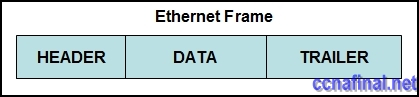 Ethernet Frame
HEADER DATA TRAILER
ccnafinal.net